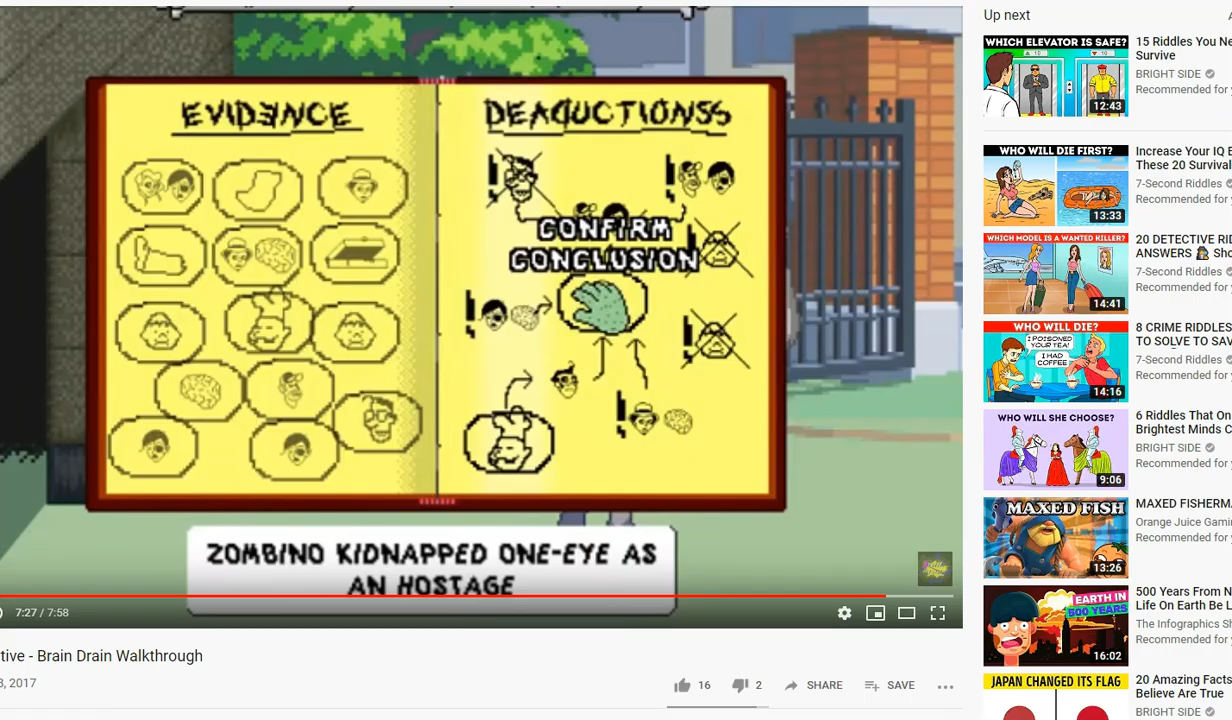 EVIDENCE
DEADUCTIONSS
CONFIRM
CONCLUSION
ZOMBINO KIDNAPPED ONE-EYE AS
AN HOSTAGE
7:27 / 7:58
tive - Brain Drain Walkthrough
3, 2017
16
2
SHARE
SAVE
Up next
WHICH ELEVATOR IS SAFE?
12:43
15 Riddles You Ne
Survive
BRIGHT SIDE
Recommended for y
WHO WILL DIE FIRST?
13:33
Increase Your IQ B
These 20 Survival
7-Second Riddles
Recommended for y
WHICH MODEL IS A WANTED KILLER?
14:41
20 DETECTIVE RID
ANSWERS Sho
7-Second Riddles
Recommended for y
WHO WILL DIE?
I POISONED
YOUR TEA!
I HAD
COFFEE
14:16
8 CRIME RIDDLES
TO SOLVE TO SAV
7-Second Riddles
Recommended for y
WHO WILL SHE CHOOSE?
9:06
6 Riddles That On
Brightest Minds C
BRIGHT SIDE
Recommended for y
MAXED FISH
13:26
MAXED FISHERMA
Orange Juice Gami
Recommended for y
EARTH IN
500 YEARS
16:02
500 Years From N
Life On Earth Be L
The Infographics Sh
Recommended for y
JAPAN CHANGED ITS FLAG
20 Amazing Facts
Believe Are True
BRIGHT SIDE